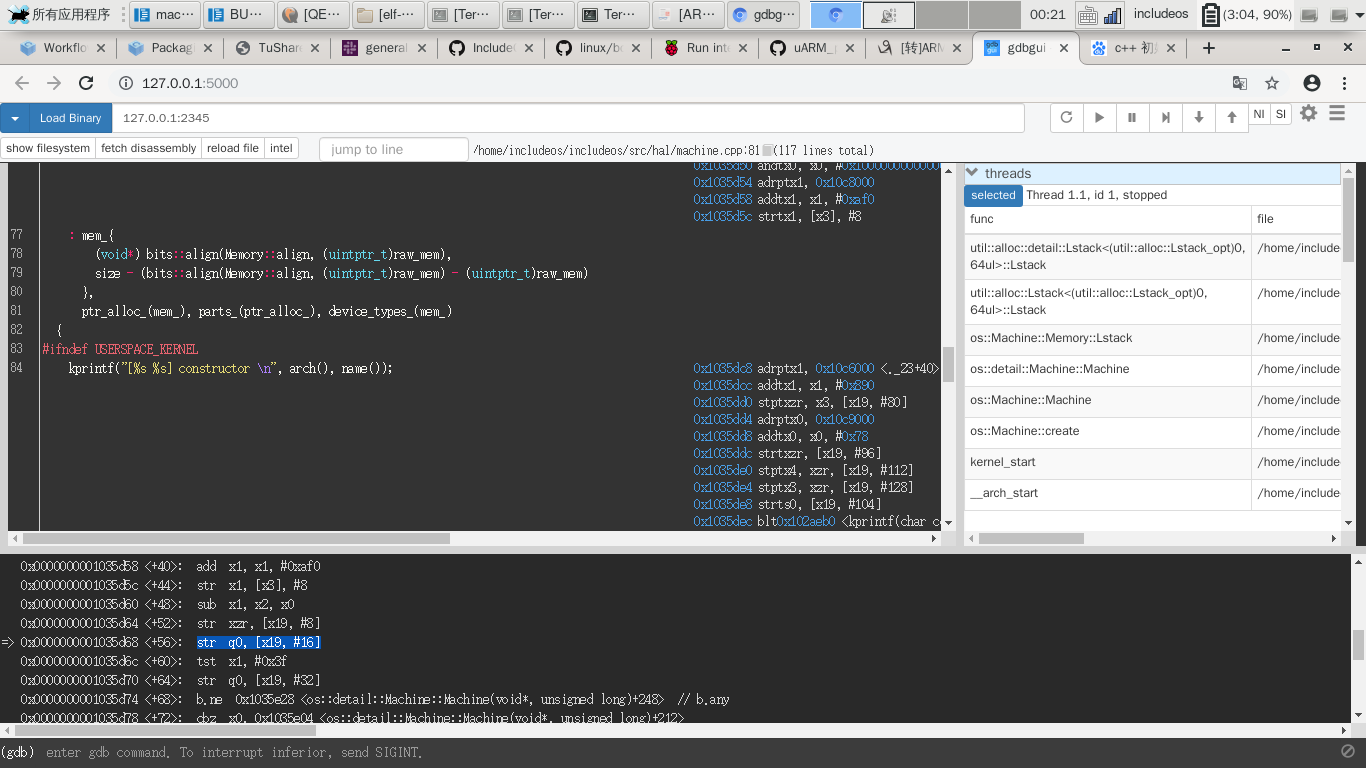 所有应用程序 mac… BU… [QE… [elf-… [Ter… [Ter… Ter… [AR… gdbg… 00:21 includeos (3:04, 90%)
Workflo Packag TuShar general Include linux/bo Run int uARM_ [转]ARM gdbgui c++ 初
127.0.0.1:5000
Load Binary 127.0.0.1:2345 NI SI
show filesystem fetch disassembly reload file intel jump to line /home/includeos/includeos/src/hal/machine.cpp:81 (117 lines total)
0x1035d54 adrptx1, 0x10c8000
0x1035d58 addtx1, x1, #0xaf0
0x1035d5c strtx1, [x3], #8
77 : mem_{
78 (void*) bits::align(Memory::align, (uintptr_t)raw_mem),
79 size - (bits::align(Memory::align, (uintptr_t)raw_mem) - (uintptr_t)raw_mem)
80 },
81 ptr_alloc_(mem_), parts_(ptr_alloc_), device_types_(mem_)
82 {
83 #ifndef USERSPACE_KERNEL
84 kprintf("[%s %s] constructor \n", arch(), name()); 0x1035dc8 adrptx1, 0x10c6000 <._23+40>
0x1035dcc addtx1, x1, #0x390
0x1035dd0 stptxzr, x3, [x19, #80]
0x1035dd4 adrptx0, 0x10c9000
0x1035dd8 addtx0, x0, #0x78
0x1035ddc strtxzr, [x19, #96]
0x1035de0 stptx4, xzr, [x19, #112]
0x1035de4 stptx3, xzr, [x19, #128]
0x1035de8 strts0, [x19, #104]
0x1035dec blt0x102aeb0 <kprintf(char c
threads
selected Thread 1.1, id 1, stopped
func file
util::alloc::detail::Lstack<(util::alloc::Lstack_opt)0, /home/include
64ul>::Lstack
util::alloc::Lstack<(util::alloc::Lstack_opt)0, /home/include
64ul>::Lstack
os::Machine::Memory::Lstack /home/include
os::detail::Machine::Machine /home/include
os::Machine::Machine /home/include
os::Machine::create /home/include
kernel_start /home/include
__arch_start /home/include
0x0000000001035d58 <+40>: add x1, x1, #0xaf0
0x0000000001035d5c <+44>: str x1, [x3], #8
0x0000000001035d60 <+48>: sub x1, x2, x0
0x0000000001035d64 <+52>: str xzr, [x19, #8]
=> 0x0000000001035d68 <+56>: str q0, [x19, #16]
0x0000000001035d6c <+60>: tst x1, #0x3f
0x0000000001035d70 <+64>: str q0, [x19, #32]
0x0000000001035d74 <+68>: b.ne 0x1035e28 <os::detail::Machine::Machine(void*, unsigned long)+248> // b.any
0x0000000001035d78 <+72>: cbz x0, 0x1035e04 <os::detail::Machine::Machine(void*, unsigned long)+212>
(gdb) enter gdb command. To interrupt inferior, send SIGINT.